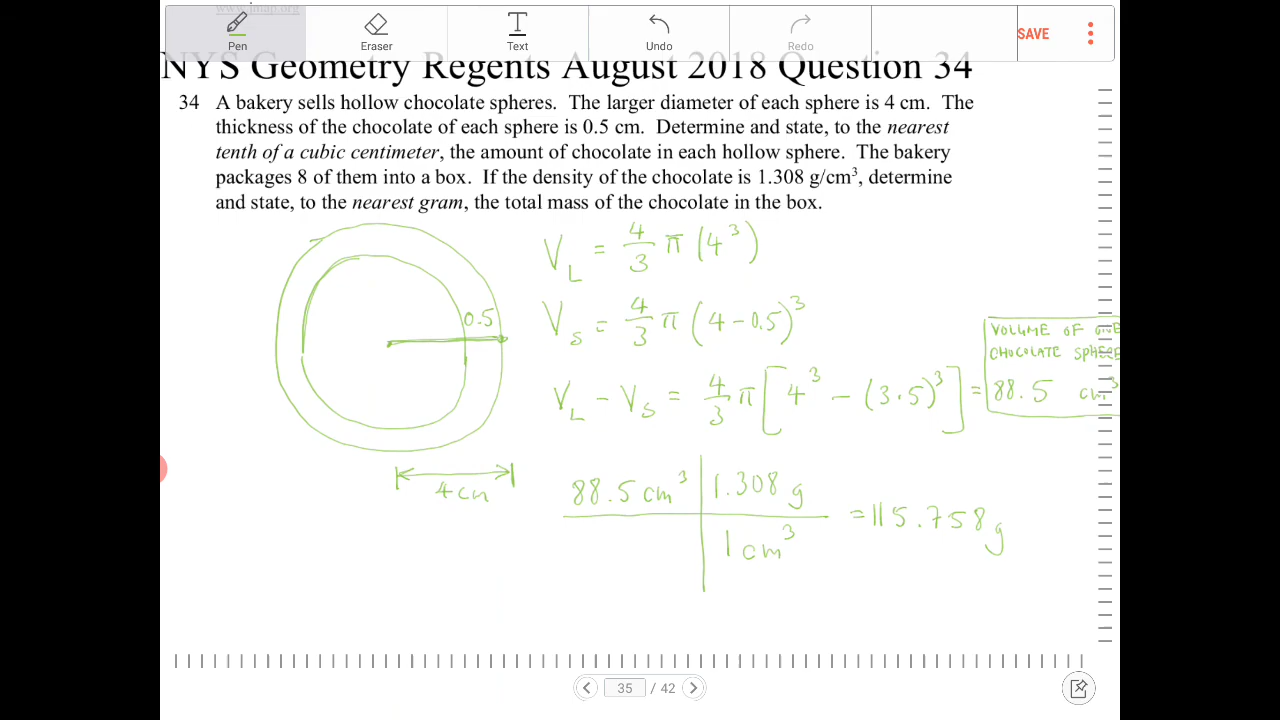 www.jmap.org
Pen
Eraser
Text
Undo
Redo
SAVE
NYS Geometry Regents August 2018 Question 34
34 A bakery sells hollow chocolate spheres. The larger diameter of each sphere is 4 cm. The
thickness of the chocolate of each sphere is 0.5 cm. Determine and state, to the nearest
tenth of a cubic centimeter, the amount of chocolate in each hollow sphere. The bakery
packages 8 of them into a box. If the density of the chocolate is 1.308 g/cm³, determine
and state, to the nearest gram, the total mass of the chocolate in the box.
V_L = 4/3 π (4³)
0.5
V_S = 4/3 π (4-0.5)³
VOLUME OF ONE
CHOCOLATE SPHERE
V_L - V_S = 4/3 π [4³ - (3.5)³] = 88.5 cm³
4cm
88.5 cm³ | 1.308 g
1 cm³
= 115.758 g
35 / 42